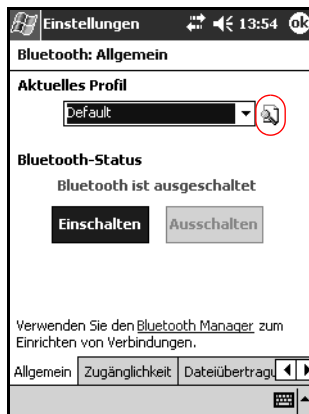 Einstellungen 13:54 ok
Bluetooth: Allgemein
Aktuelles Profil
Default
Bluetooth-Status
Bluetooth ist ausgeschaltet
Einschalten Ausschalten
Verwenden Sie den Bluetooth Manager zum
Einrichten von Verbindungen.
Allgemein Zugänglichkeit Dateiübertragu